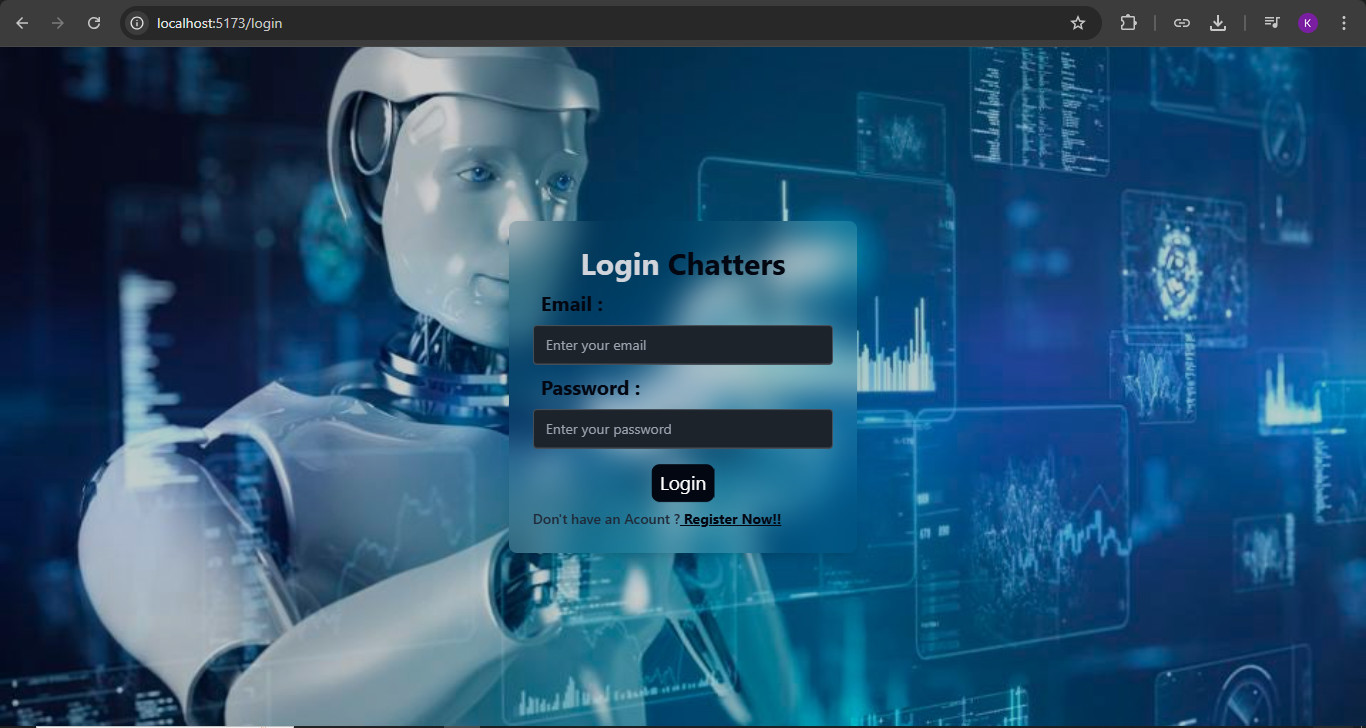 localhost:5173/login
K
Login Chatters
Email :
Enter your email
Password :
Enter your password
Login
Don't have an Acount ? Register Now!!